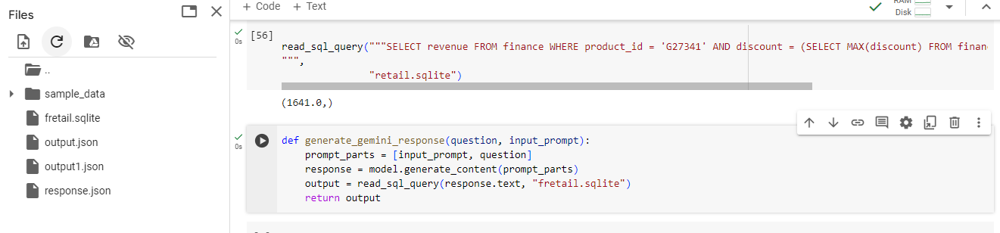 Files
..
sample_data
fretail.sqlite
output.json
output1.json
response.json
+ Code + Text
RAM
Disk
[56]
0s
read_sql_query("""SELECT revenue FROM finance WHERE product_id = 'G27341' AND discount = (SELECT MAX(discount) FROM finan
""",
"retail.sqlite")
(1641.0,)
0s
def generate_gemini_response(question, input_prompt):
prompt_parts = [input_prompt, question]
response = model.generate_content(prompt_parts)
output = read_sql_query(response.text, "fretail.sqlite")
return output